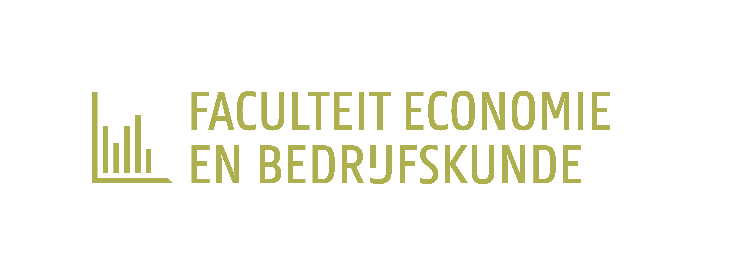 FACULTEIT ECONOMIE
EN BEDRIJFSKUNDE